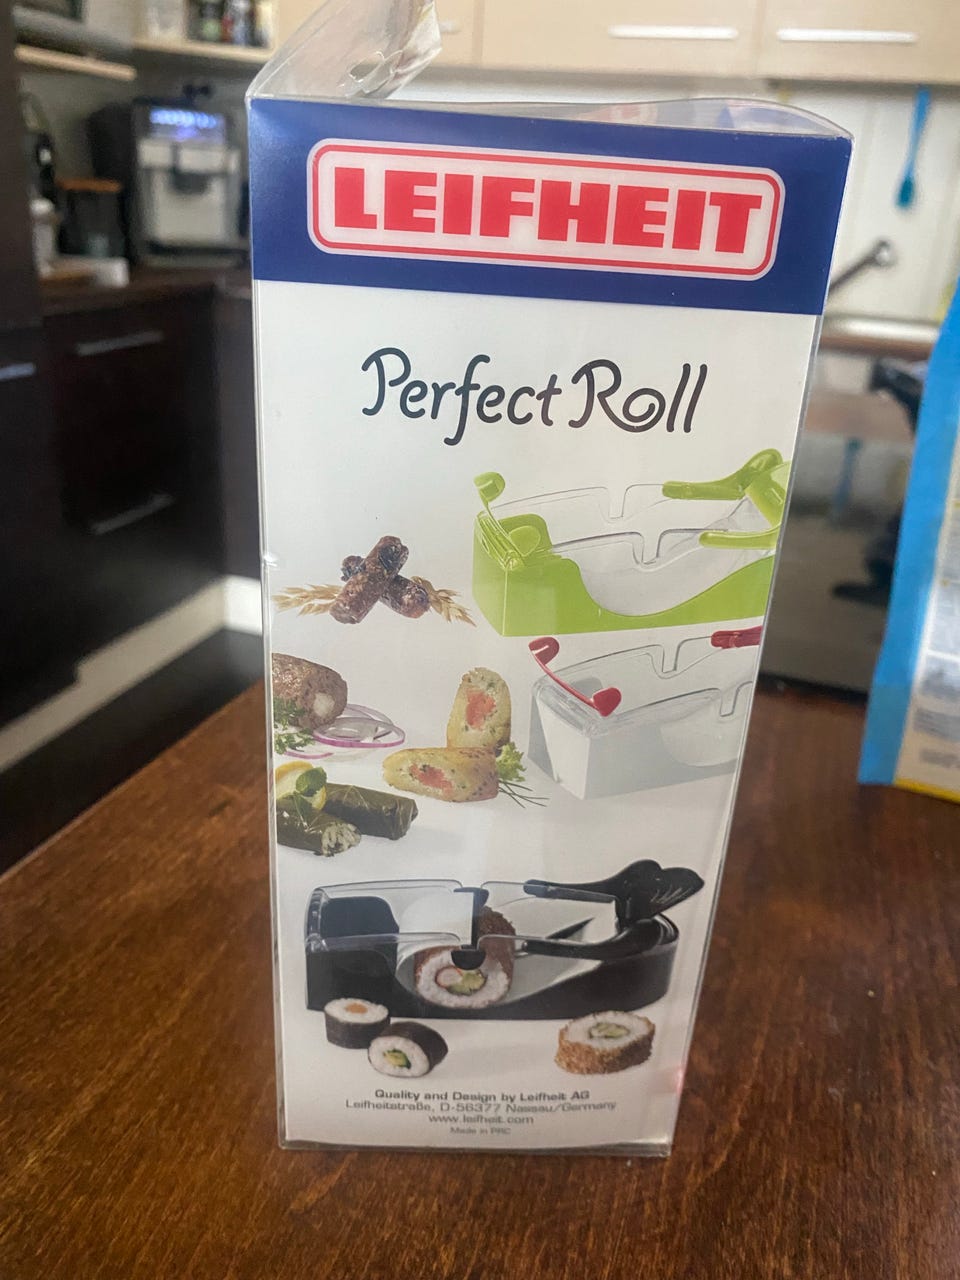 LEIFHEIT
Perfect Roll
Quality and Design by Leifheit AG
Leifheitstraße, D-56377 Nassau/Germany
www.leifheit.com
Made in PRC